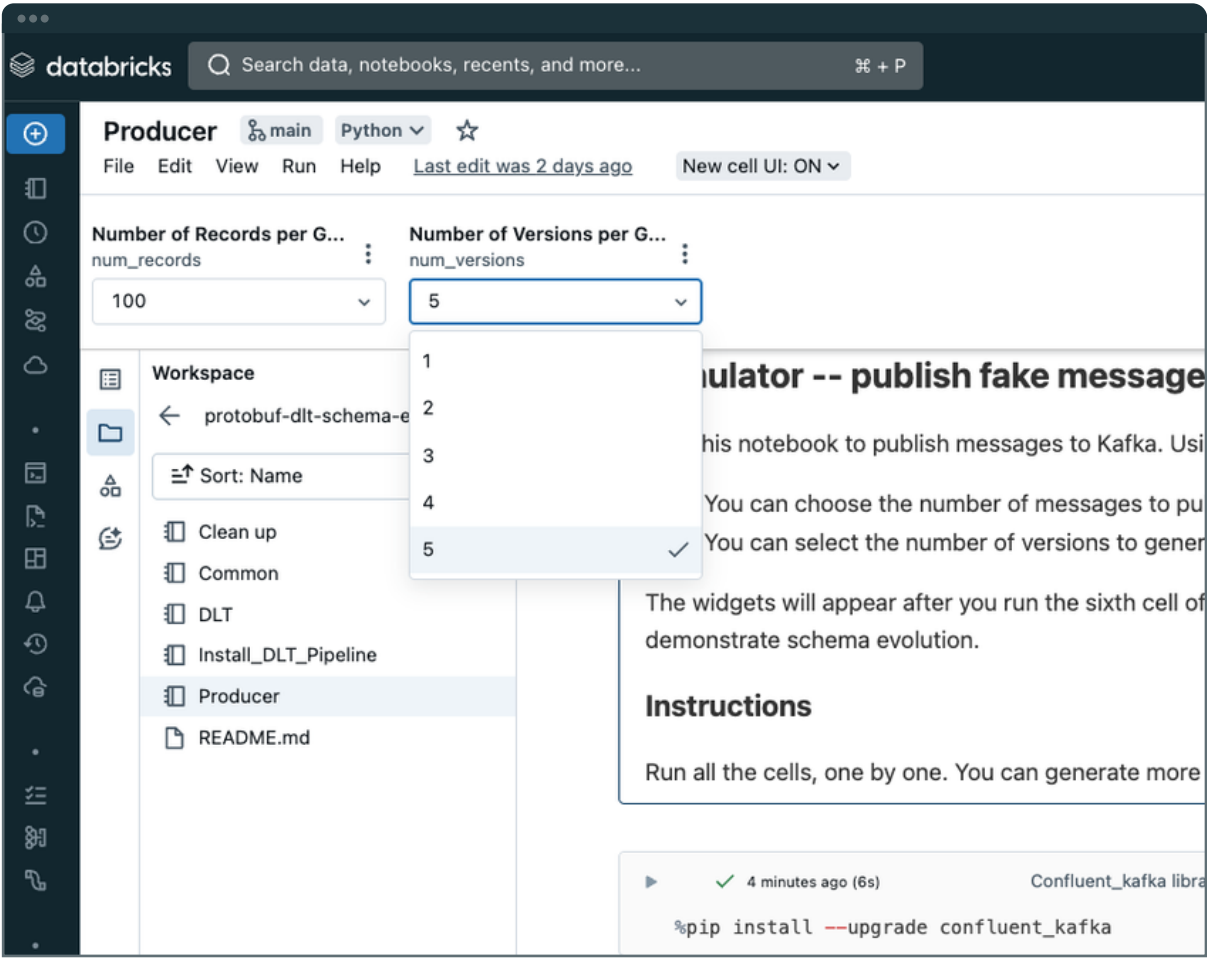 databricks
Search data, notebooks, recents, and more...
⌘ + P
Producer
main
Python
File Edit View Run Help Last edit was 2 days ago New cell UI: ON
Number of Records per G...
num_records
100
Number of Versions per G...
num_versions
5
1
2
3
4
5
Workspace
protobuf-dlt-schema-e
Sort: Name
Clean up
Common
DLT
Install_DLT_Pipeline
Producer
README.md
ulator -- publish fake message
his notebook to publish messages to Kafka. Usi
You can choose the number of messages to pu
You can select the number of versions to gener
The widgets will appear after you run the sixth cell of
demonstrate schema evolution.
Instructions
Run all the cells, one by one. You can generate more
4 minutes ago (6s)
Confluent_kafka libra
%pip install --upgrade confluent_kafka